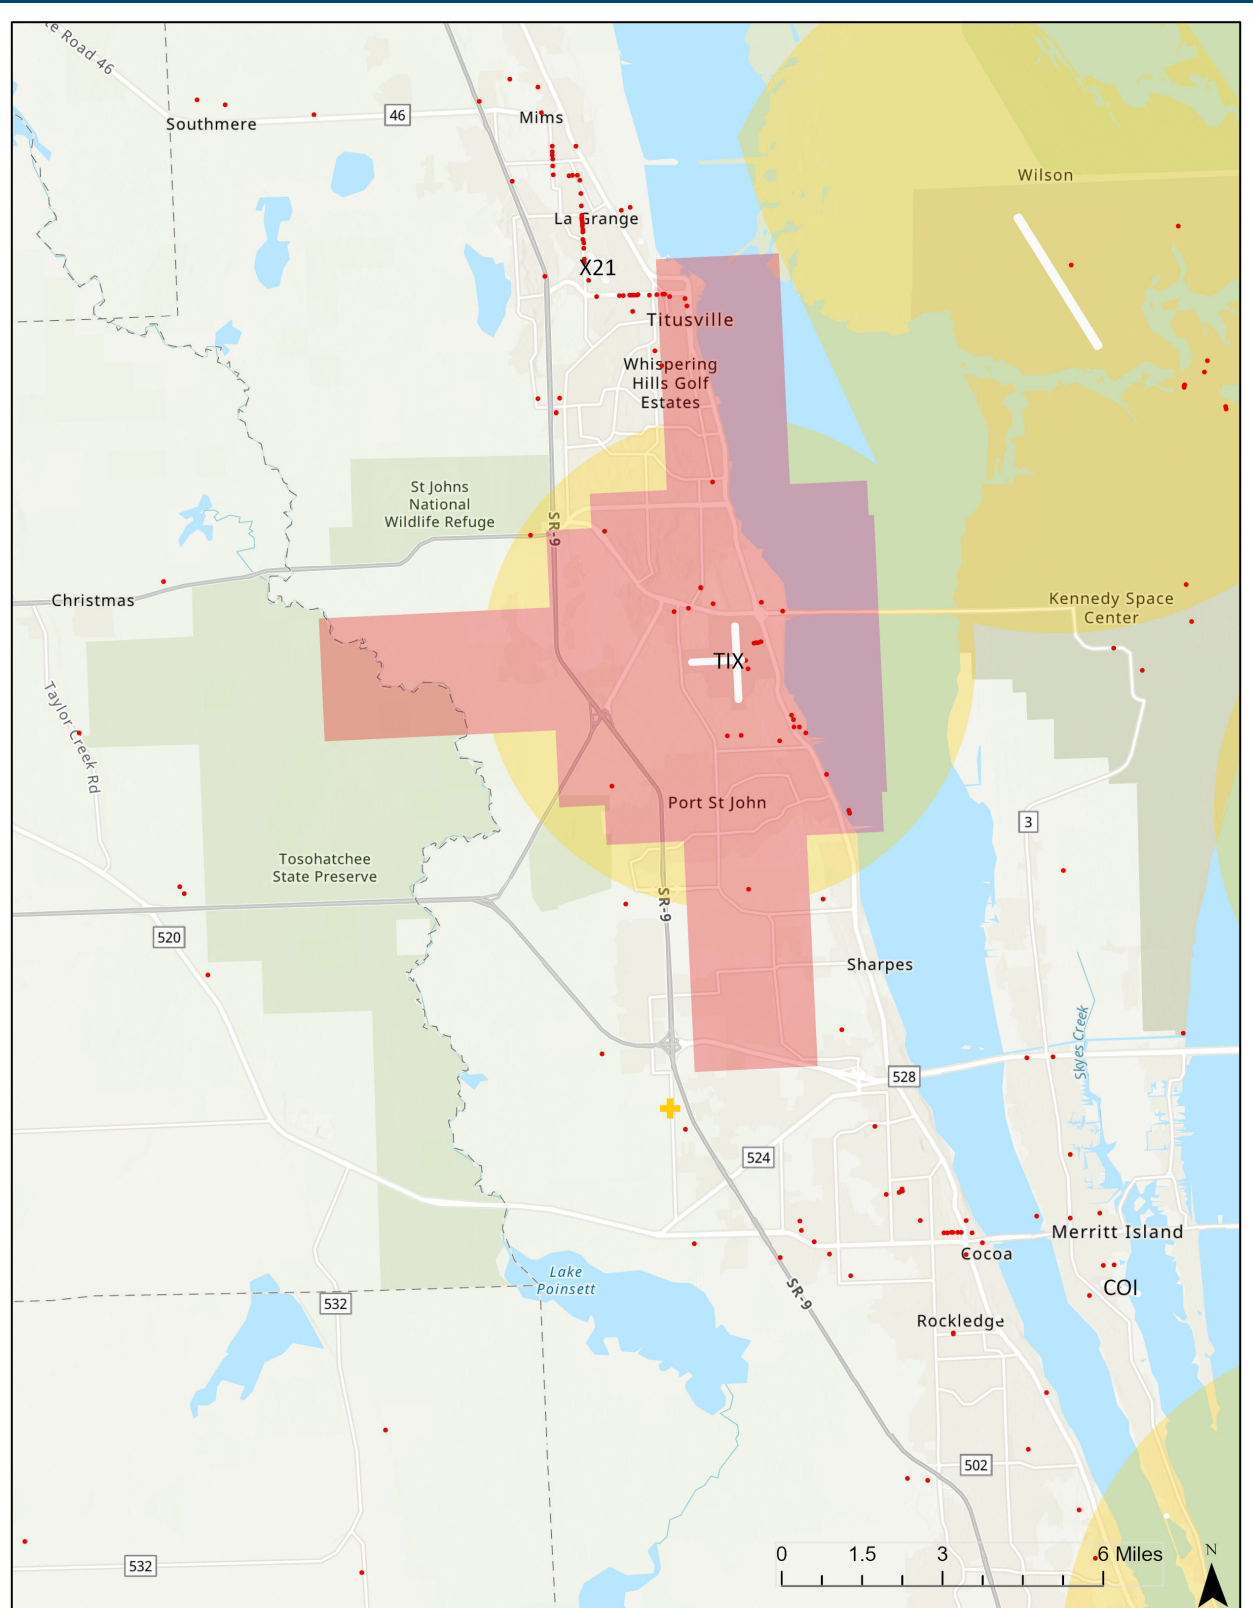 te Road 46
46
Mims
Southmere
Wilson
La Grange
X21
Titusville
Whispering
Hills Golf
Estates
St Johns
National
Wildlife Refuge
SR-9
Christmas
Kennedy Space
Center
TIX
Taylor Creek Rd
Port St John
3
Tosohatchee
State Preserve
SR-9
520
Sharpes
Skyes Creek
528
524
Merritt Island
Cocoa
Lake
Poinsett
COI
SR-9
532
Rockledge
502
0 1.5 3 6 Miles
N
532